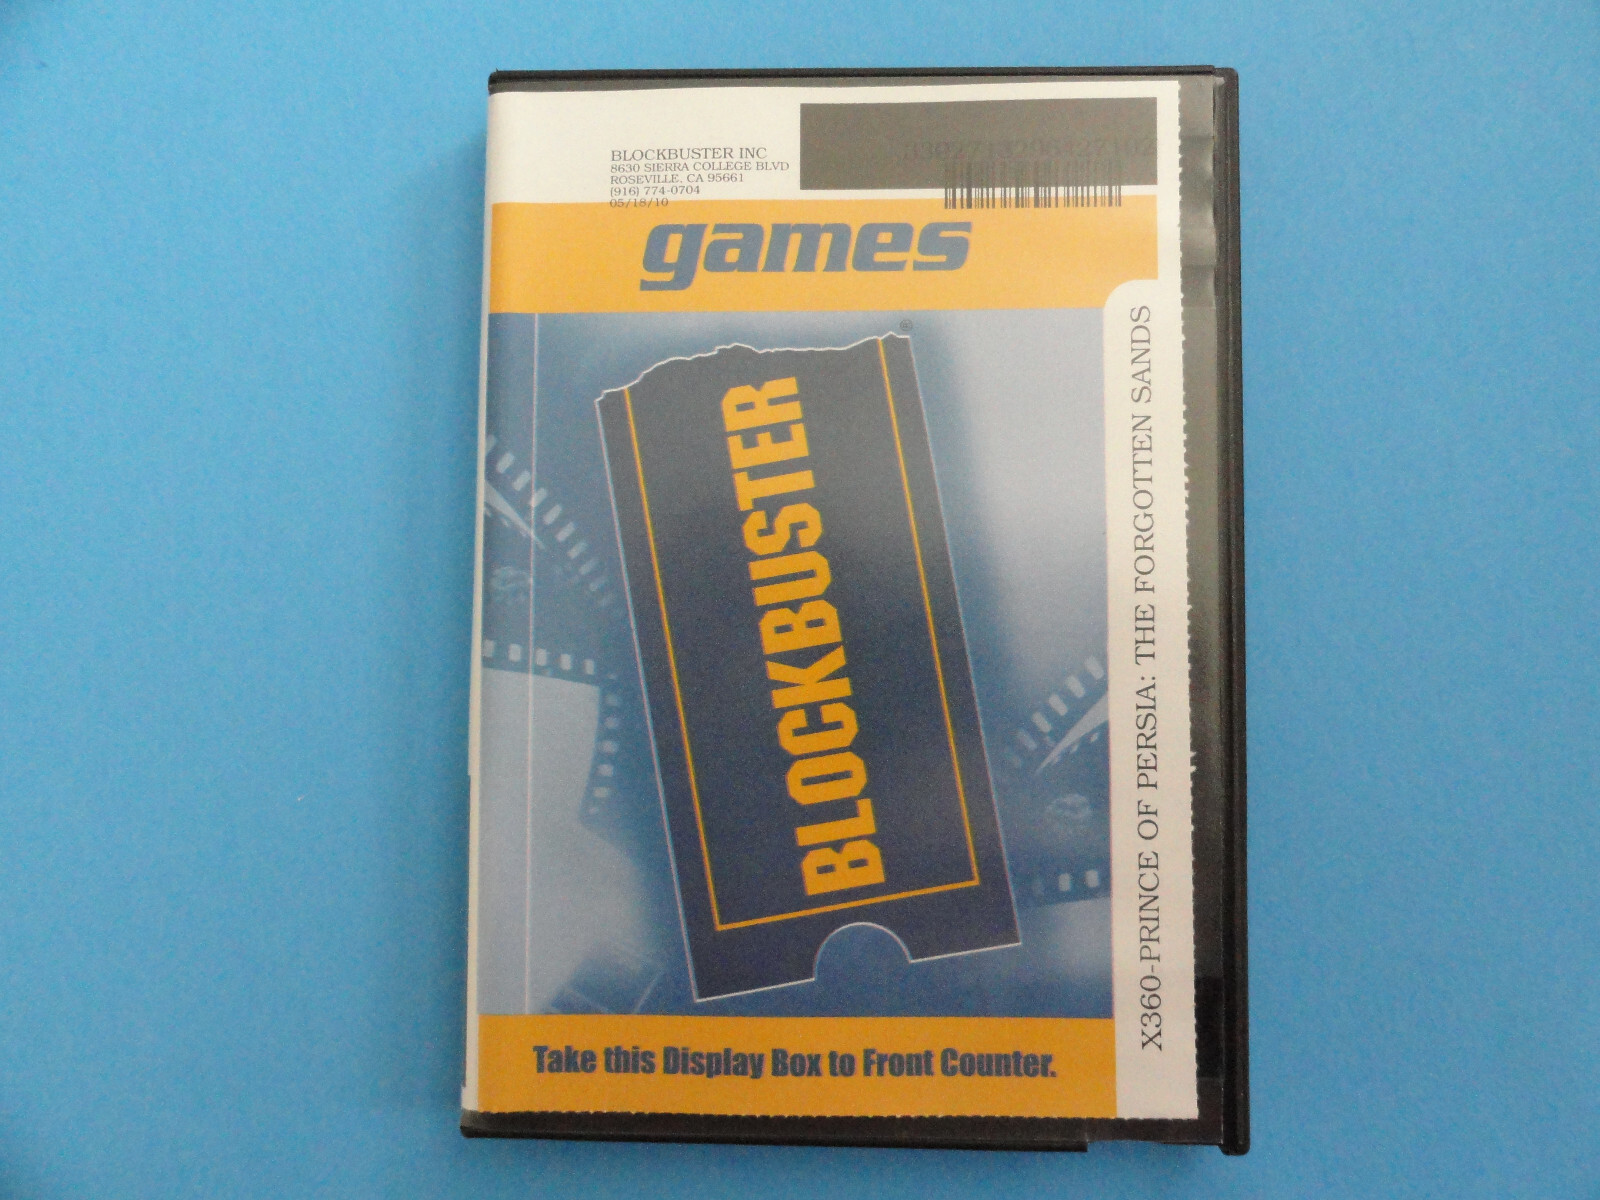 BLOCKBUSTER INC
8630 SIERRA COLLEGE BLVD
ROSEVILLE, CA 95661
(916) 774-0704
05/18/10
games
®
BLOCKBUSTER
X360-PRINCE OF PERSIA: THE FORGOTTEN SANDS
Take this Display Box to Front Counter.